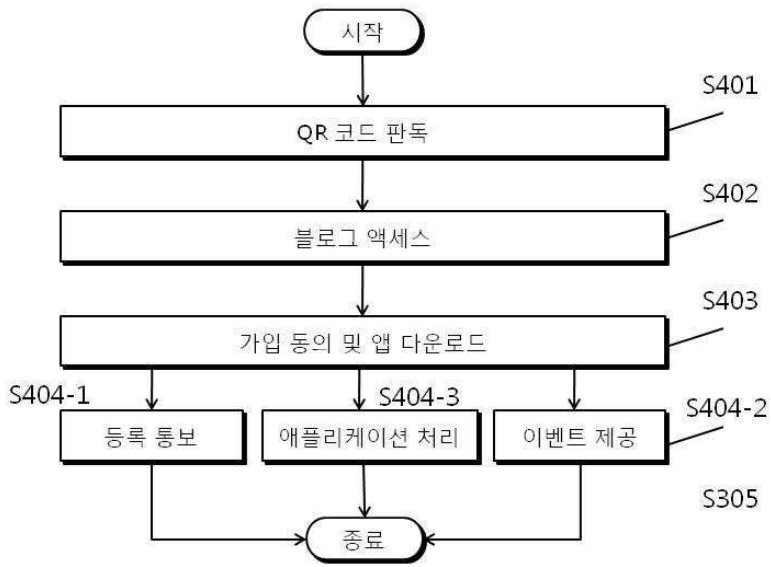 시작
S401
QR 코드 판독
S402
블로그 액세스
S403
가입 동의 및 앱 다운로드
S404-1
S404-3
S404-2
등록 통보
애플리케이션 처리
이벤트 제공
S305
종료